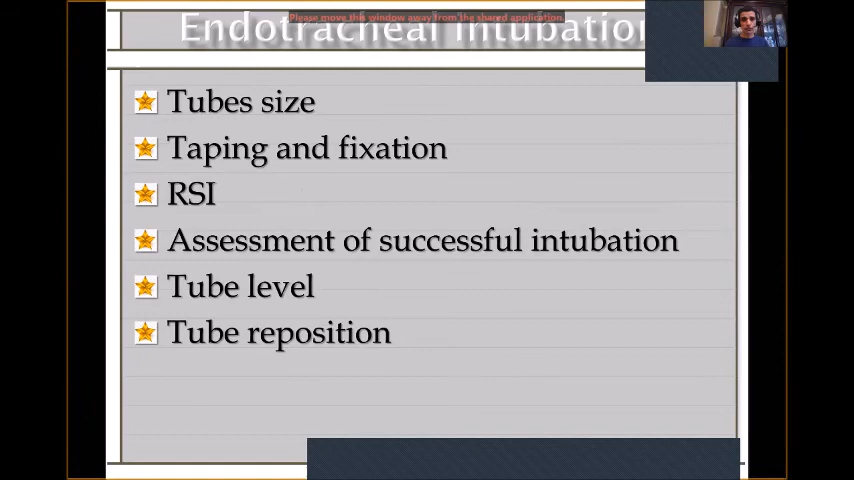 Please move this window away from the shared application.
Endotracheal Intubation
Tubes size
Taping and fixation
RSI
Assessment of successful intubation
Tube level
Tube reposition